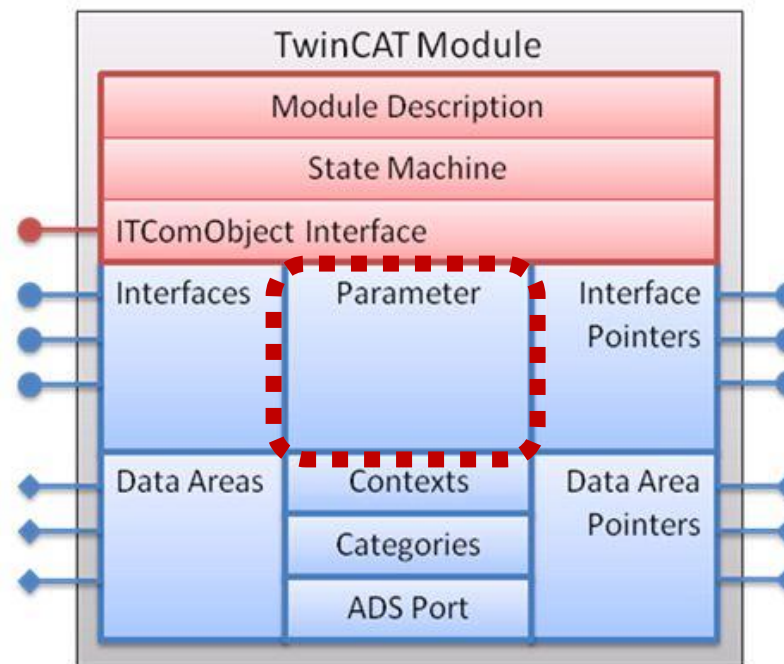 TwinCAT Module
Module Description
State Machine
ITComObject Interface
Interfaces
Parameter
Interface
Pointers
Data Areas
Contexts
Categories
ADS Port
Data Area
Pointers